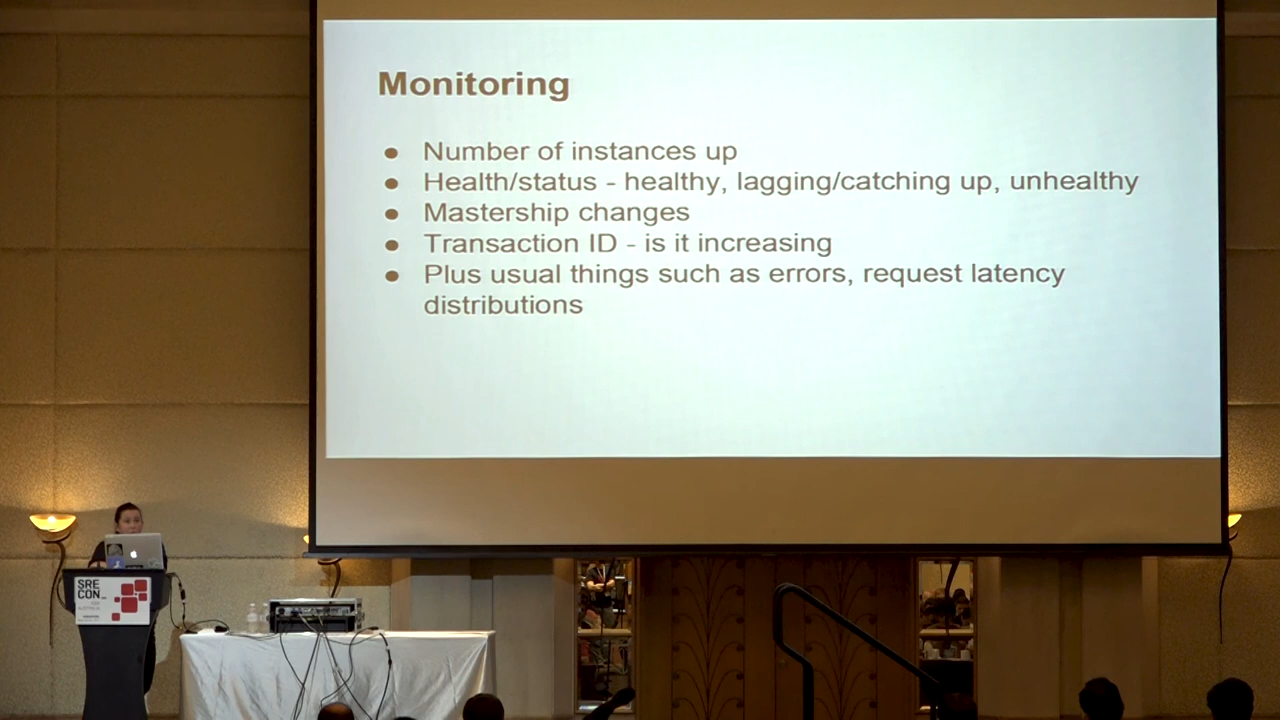 Monitoring
● Number of instances up
● Health/status - healthy, lagging/catching up, unhealthy
● Mastership changes
● Transaction ID - is it increasing
● Plus usual things such as errors, request latency
distributions
SRE
CON
AUSTRALIA